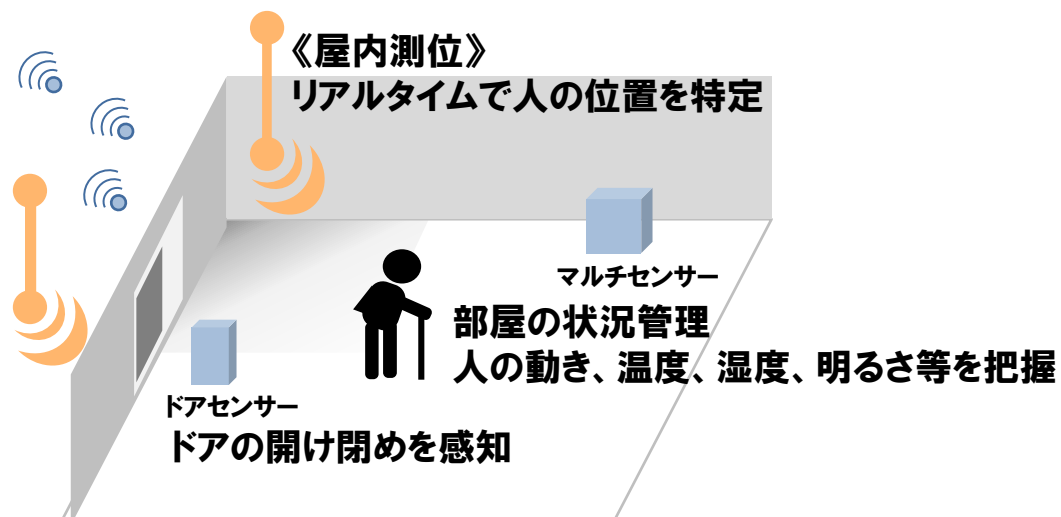 《屋内測位》
リアルタイムで人の位置を特定
マルチセンサー
部屋の状況管理
人の動き、温度、湿度、明るさ等を把握
ドアセンサー
ドアの開け閉めを感知